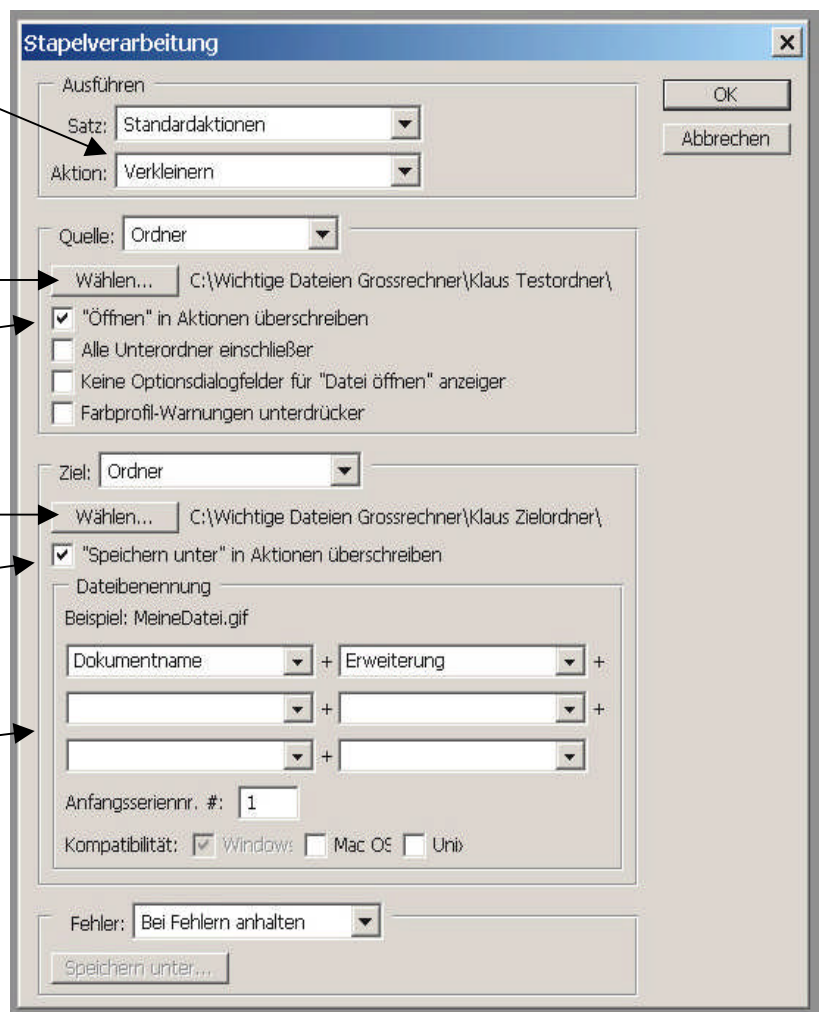 Stapelverarbeitung
Ausführen
Satz: Standardaktionen
Aktion: Verkleinern
OK
Abbrechen
Quelle: Ordner
Wählen... C:\Wichtige Dateien Grossrechner\Klaus Testordner\
"Öffnen" in Aktionen überschreiben
Alle Unterordner einschließer
Keine Optionsdialogfelder für "Datei öffnen" anzeiger
Farbprofil-Warnungen unterdrücker
Ziel: Ordner
Wählen... C:\Wichtige Dateien Grossrechner\Klaus Zielordner\
"Speichern unter" in Aktionen überschreiben
Dateibenennung
Beispiel: MeineDatei.gif
Dokumentname + Erweiterung +
+ +
+
Anfangsseriennr. #: 1
Kompatibilität: Windows Mac OS Unix
Fehler: Bei Fehlern anhalten
Speichern unter...